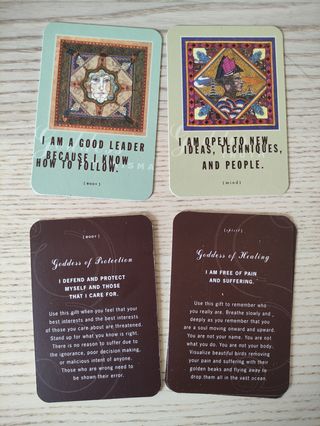 I AM A GOOD LEADER
BECAUSE I KNOW
HOW TO FOLLOW.
I AM OPEN TO NEW
IDEAS, TECHNIQUES,
AND PEOPLE.
(mind)
Goddess of Protection
I DEFEND AND PROTECT
MYSELF AND THOSE
THAT I CARE FOR.
Use this gift when you feel that your
best interests and the best interests
of those you care about are threatened.
Stand up for what you know is right.
There is no reason to suffer due to
the ignorance, poor decision making,
or malicious intent of anyone.
Those who are wrong need to
be shown their error.
(spirit)
Goddess of Healing
I AM FREE OF PAIN
AND SUFFERING.
Use this gift to remember who
you really are. Breathe slowly and
deeply as you remember that you
are a soul moving onward and upward.
You are not your name. You are not
what you do. You are not your body.
Visualize beautiful birds removing
your pain and suffering with their
golden beaks and flying away to
drop them all in the vast ocean.